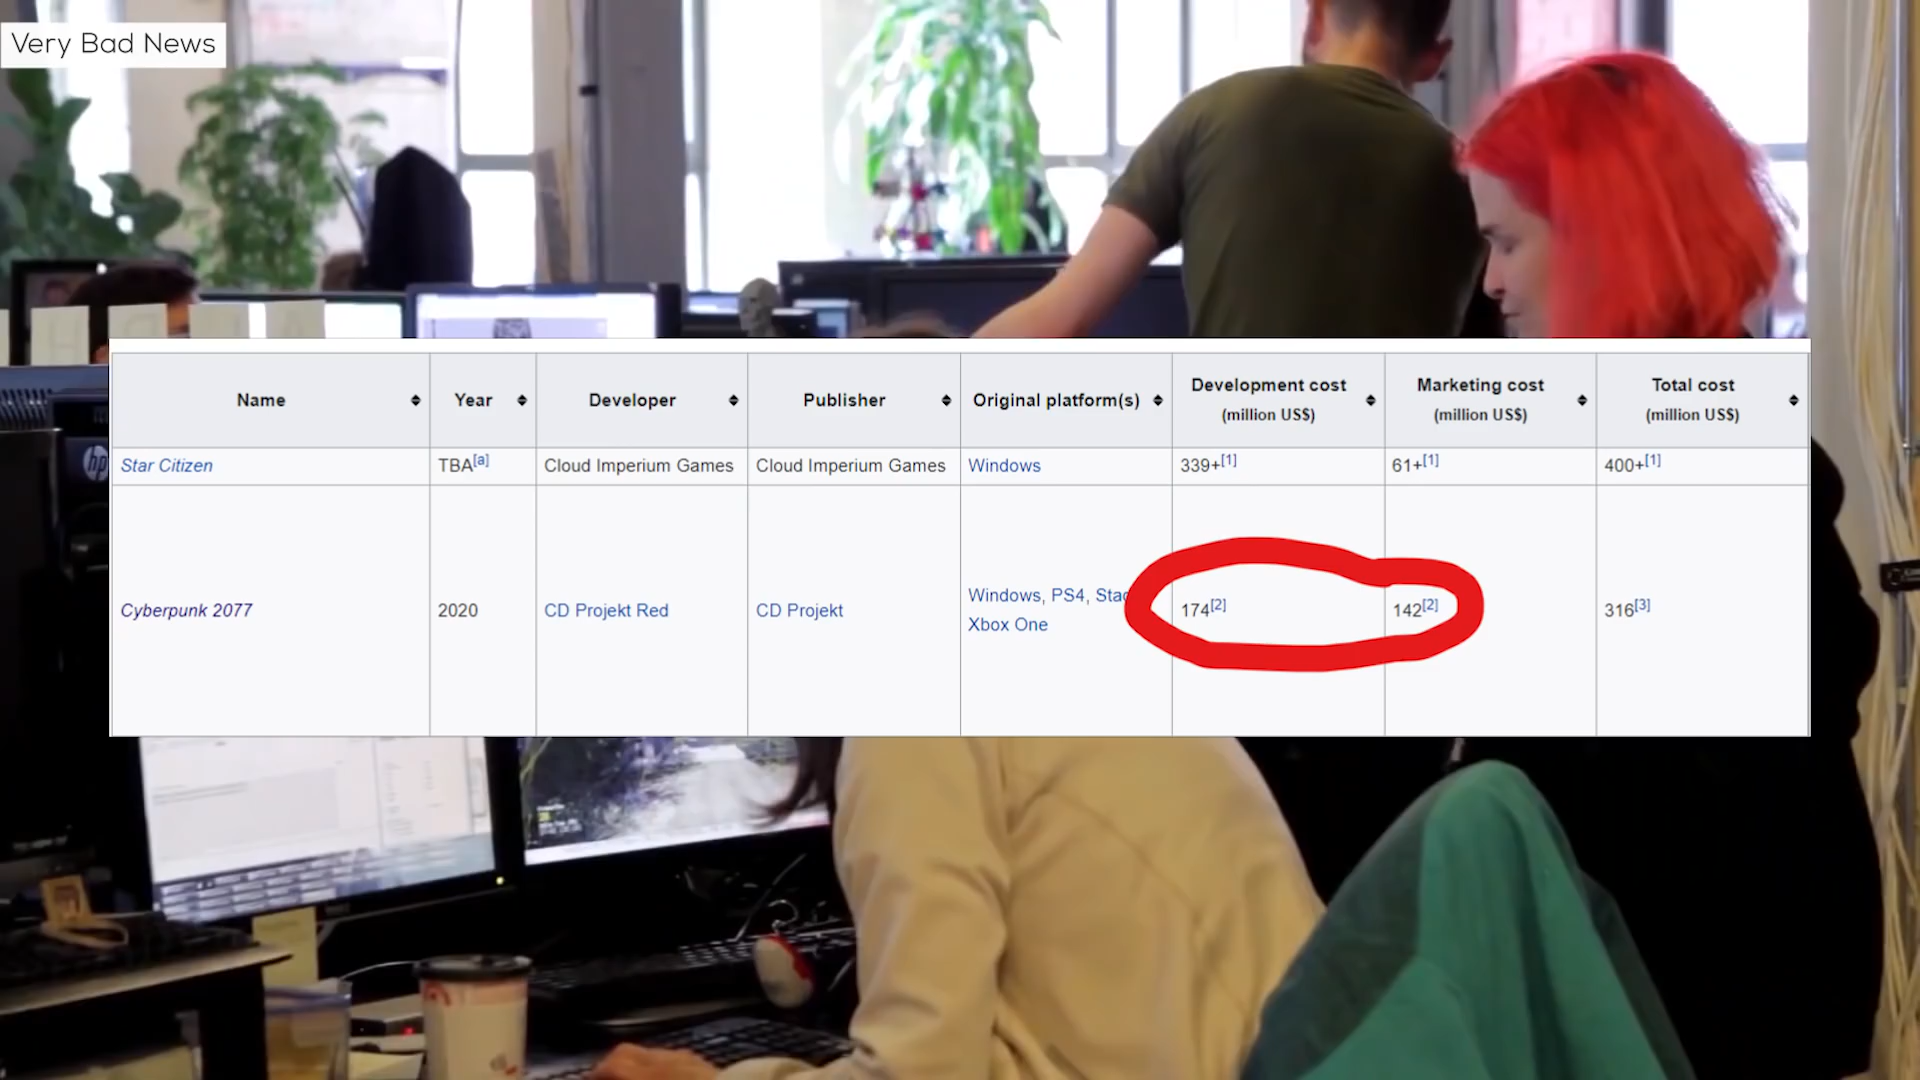 Very Bad News
Name Year Developer Publisher Original platform(s) Development cost (million US$) Marketing cost (million US$) Total cost (million US$)
Star Citizen TBA[a] Cloud Imperium Games Cloud Imperium Games Windows 339+[1] 61+[1] 400+[1]
Cyberpunk 2077 2020 CD Projekt Red CD Projekt Windows, PS4, Xbox One 174[2] 142[2] 316[3]
hp